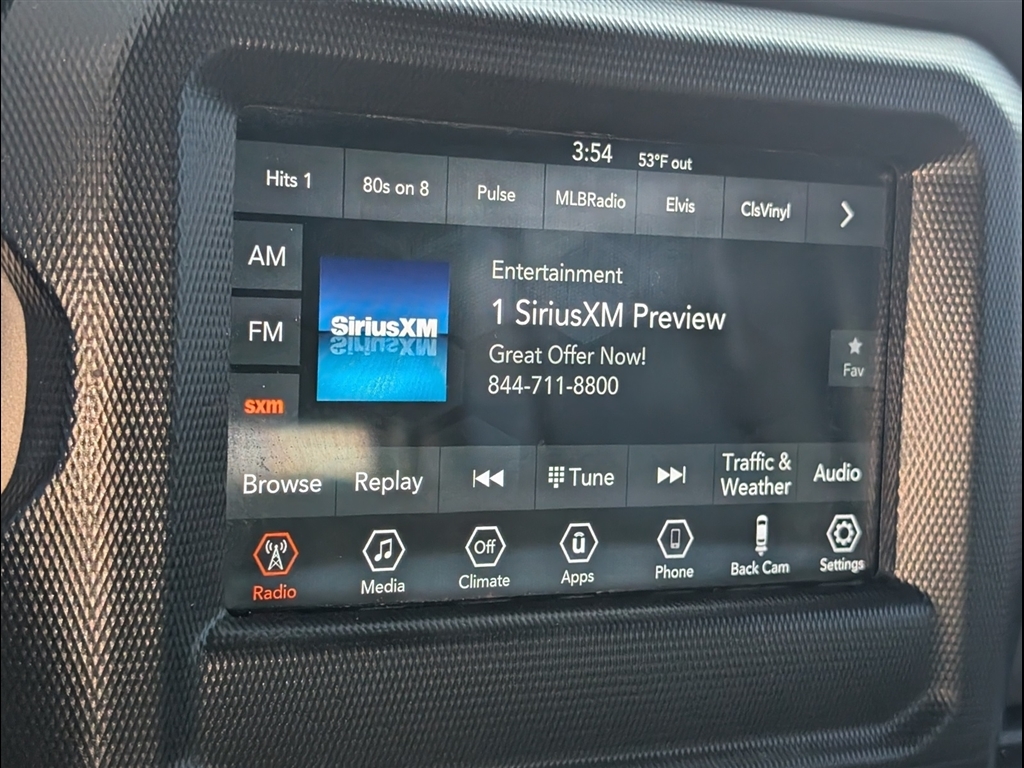 3:54 53°F out
Hits 1 80s on 8 Pulse MLBRadio Elvis ClsVinyl
AM
FM
sxm
SiriusXM
Entertainment
1 SiriusXM Preview
Great Offer Now!
844-711-8800
Fav
Browse Replay Tune Traffic &
Weather Audio
Off
Radio Media Climate Apps Phone Back Cam Settings